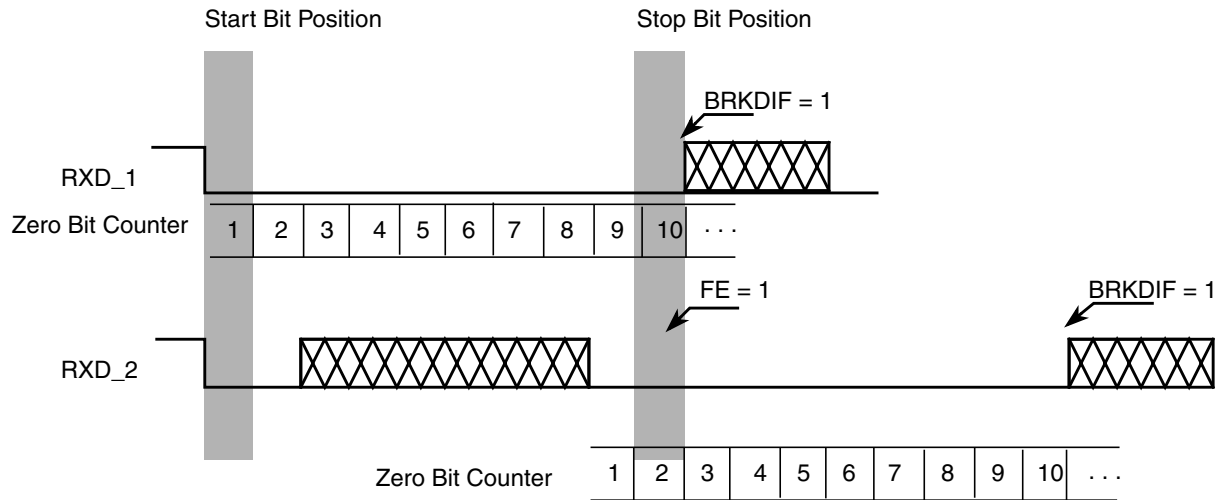 Start Bit Position
Stop Bit Position
BRKDIF = 1
RXD_1
Zero Bit Counter
1 2 3 4 5 6 7 8 9 10 . . .
FE = 1
BRKDIF = 1
RXD_2
Zero Bit Counter
1 2 3 4 5 6 7 8 9 10 . . .